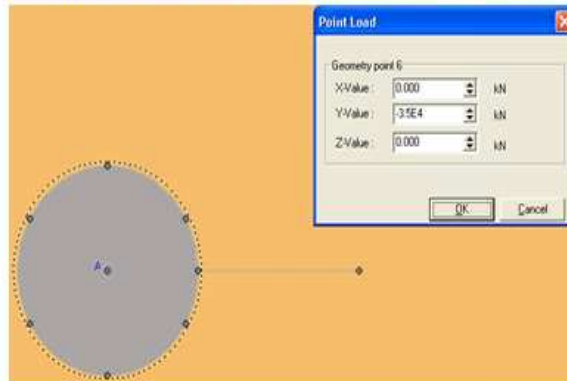 Point Load
Geometry point 6
X-Value : 0.000 kN
Y-Value : -3.5E4 kN
Z-Value : 0.000 kN
OK Cancel
A